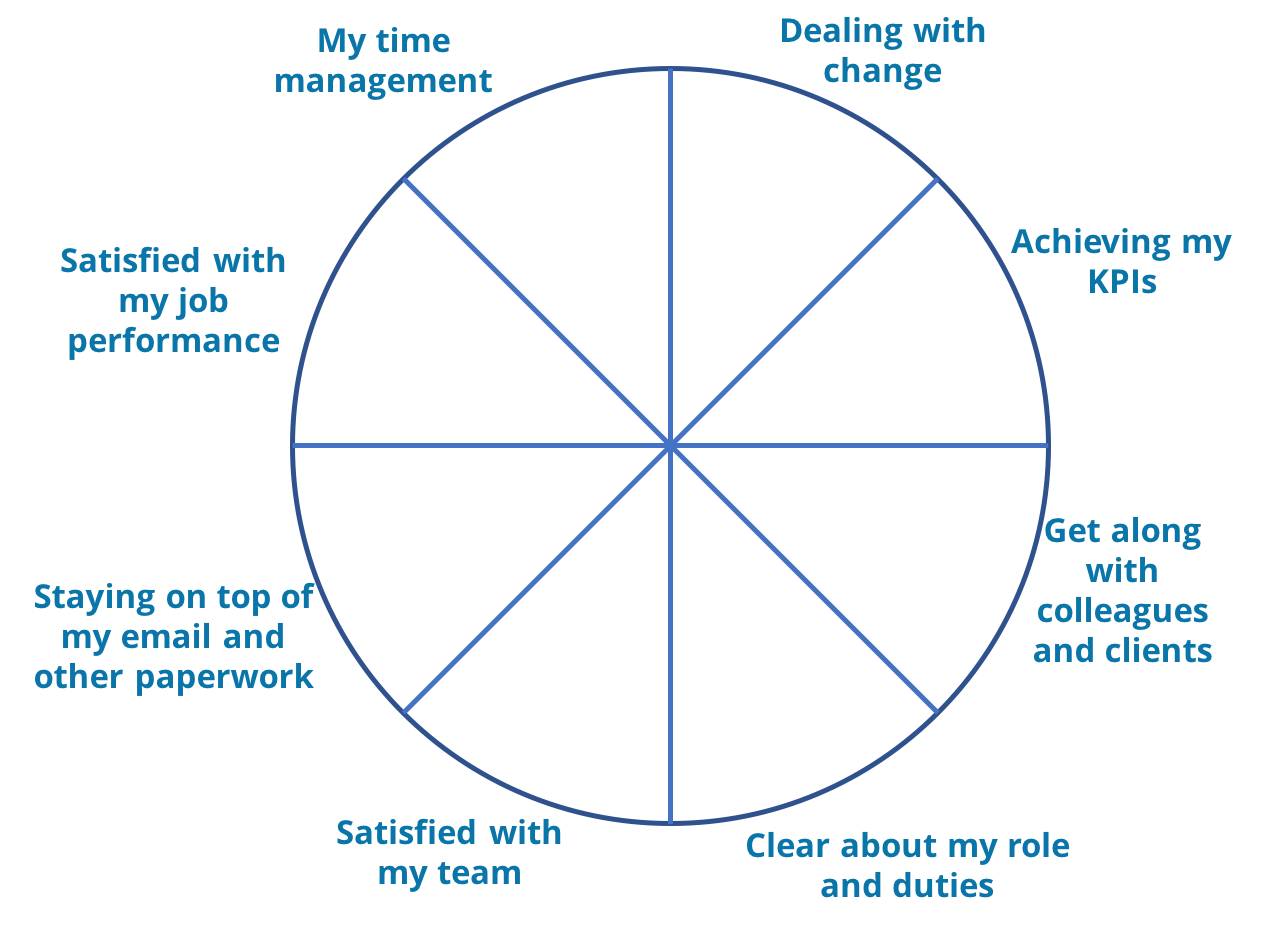 My time
management
Dealing with
change
Achieving my
KPIs
Get along
with
colleagues
and clients
Clear about my role
and duties
Satisfied with
my team
Staying on top of
my email and
other paperwork
Satisfied with
my job
performance